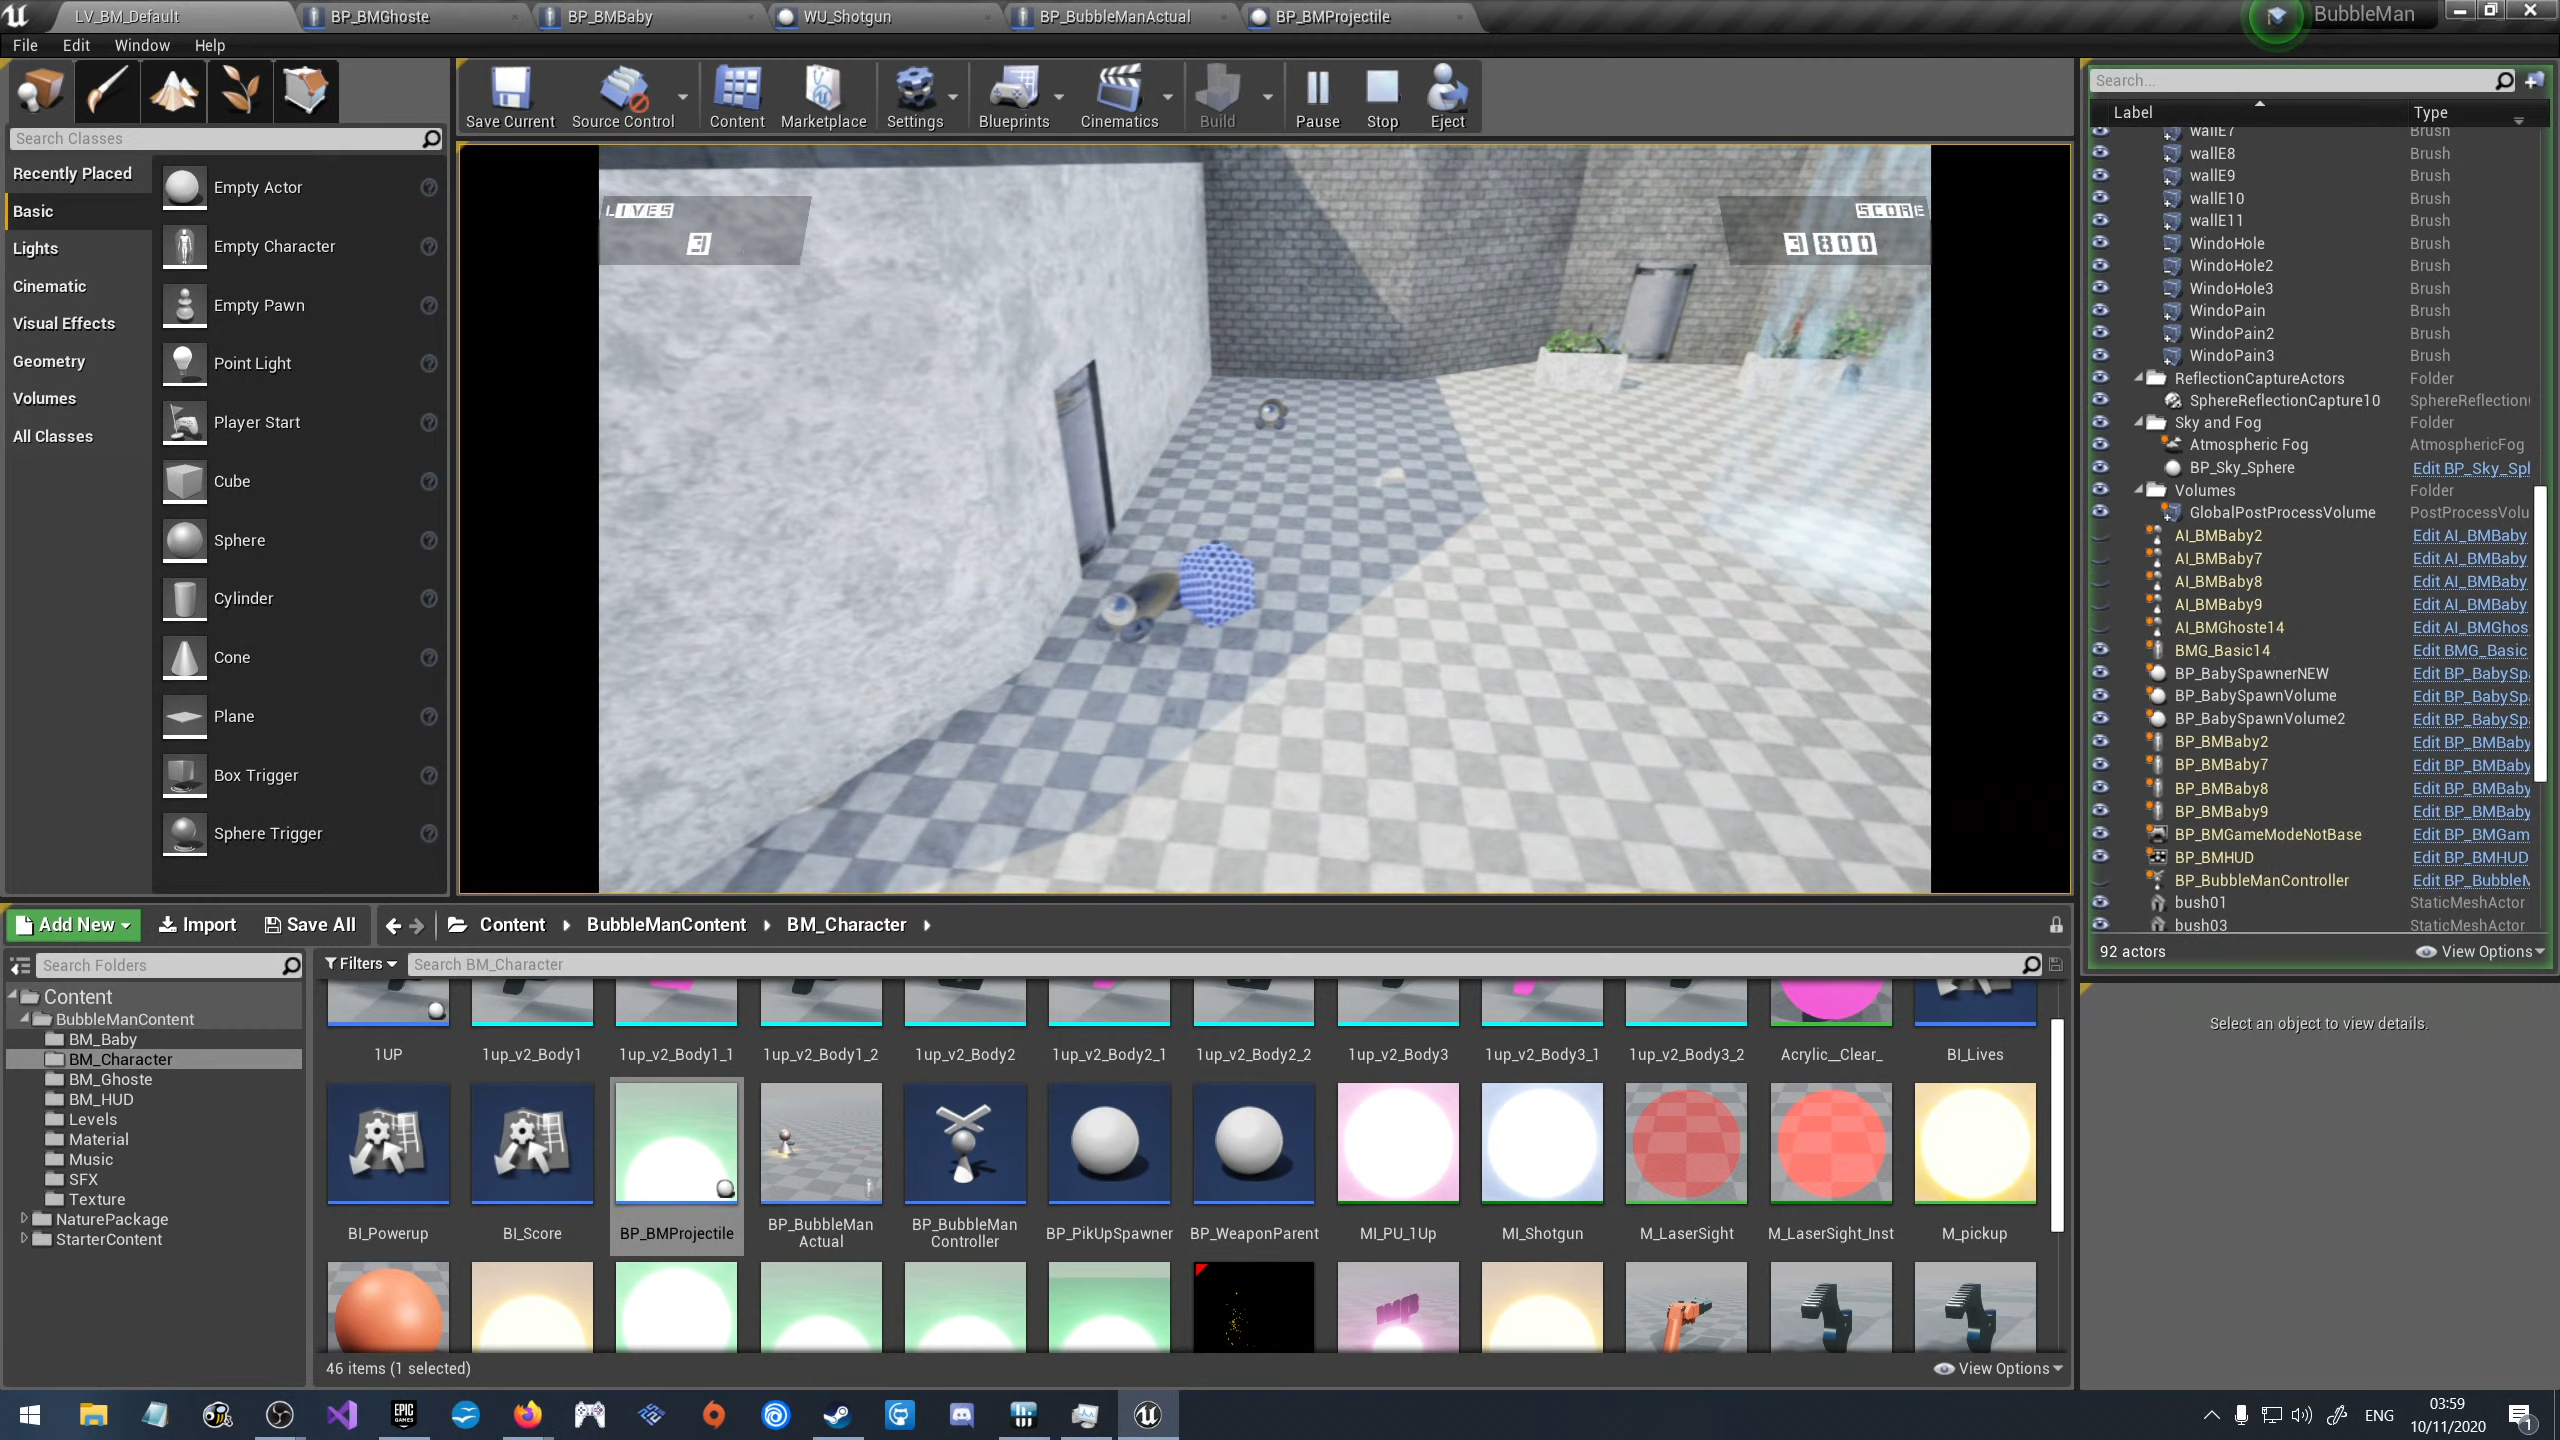 LV_BM_Default
BP_BMGhoste
BP_BMBaby
WU_Shotgun
BP_BubbleManActual
BP_BMProjectile
BubbleMan
File
Edit
Window
Help
Search Classes
Recently Placed
Basic
Lights
Cinematic
Visual Effects
Geometry
Volumes
All Classes
Empty Actor
Empty Character
Empty Pawn
Point Light
Player Start
Cube
Sphere
Cylinder
Cone
Plane
Box Trigger
Sphere Trigger
Save Current
Source Control
Content
Marketplace
Settings
Blueprints
Cinematics
Build
Pause
Stop
Eject
LIVES
3
SCORE
3800
Search...
Label
Type
wallE7 Brush
wallE8 Brush
wallE9 Brush
wallE10 Brush
wallE11 Brush
WindoHole Brush
WindoHole2 Brush
WindoHole3 Brush
WindoPain Brush
WindoPain2 Brush
WindoPain3 Brush
ReflectionCaptureActors Folder
SphereReflectionCapture10 SphereReflection
Sky and Fog Folder
Atmospheric Fog AtmosphericFog
BP_Sky_Sphere Edit BP_Sky_Spl
Volumes Folder
GlobalPostProcessVolume PostProcessVolu
AI_BMBaby2 Edit AI_BMBaby
AI_BMBaby7 Edit AI_BMBaby
AI_BMBaby8 Edit AI_BMBaby
AI_BMBaby9 Edit AI_BMBaby
AI_BMGhoste14 Edit AI_BMGhos
BMG_Basic14 Edit BMG_Basic
BP_BabySpawnerNEW Edit BP_BabySp
BP_BabySpawnVolume Edit BP_BabySp
BP_BabySpawnVolume2 Edit BP_BabySp
BP_BMBaby2 Edit BP_BMBaby
BP_BMBaby7 Edit BP_BMBaby
BP_BMBaby8 Edit BP_BMBaby
BP_BMBaby9 Edit BP_BMBaby
BP_BMGameModeNotBase Edit BP_BMGam
BP_BMHUD Edit BP_BMHUD
BP_BubbleManController Edit BP_BubbleM
bush01 StaticMeshActor
bush03 StaticMeshActor
92 actors
View Options
Select an object to view details.
Add New
Import
Save All
Content
BubbleManContent
BM_Character
Search Folders
Filters
Search BM_Character
Content
BubbleManContent
BM_Baby
BM_Character
BM_Ghoste
BM_HUD
Levels
Material
Music
SFX
Texture
NaturePackage
StarterContent
1UP
1up_v2_Body1
1up_v2_Body1_1
1up_v2_Body1_2
1up_v2_Body2
1up_v2_Body2_1
1up_v2_Body2_2
1up_v2_Body3
1up_v2_Body3_1
1up_v2_Body3_2
Acrylic__Clear_
BI_Lives
BI_Powerup
BI_Score
BP_BMProjectile
BP_BubbleMan
Actual
BP_BubbleMan
Controller
BP_PikUpSpawner
BP_WeaponParent
MI_PU_1Up
MI_Shotgun
M_LaserSight
M_LaserSight_Inst
M_pickup
46 items (1 selected)
View Options
EPIC
GAMES
ENG
03:59
10/11/2020
1